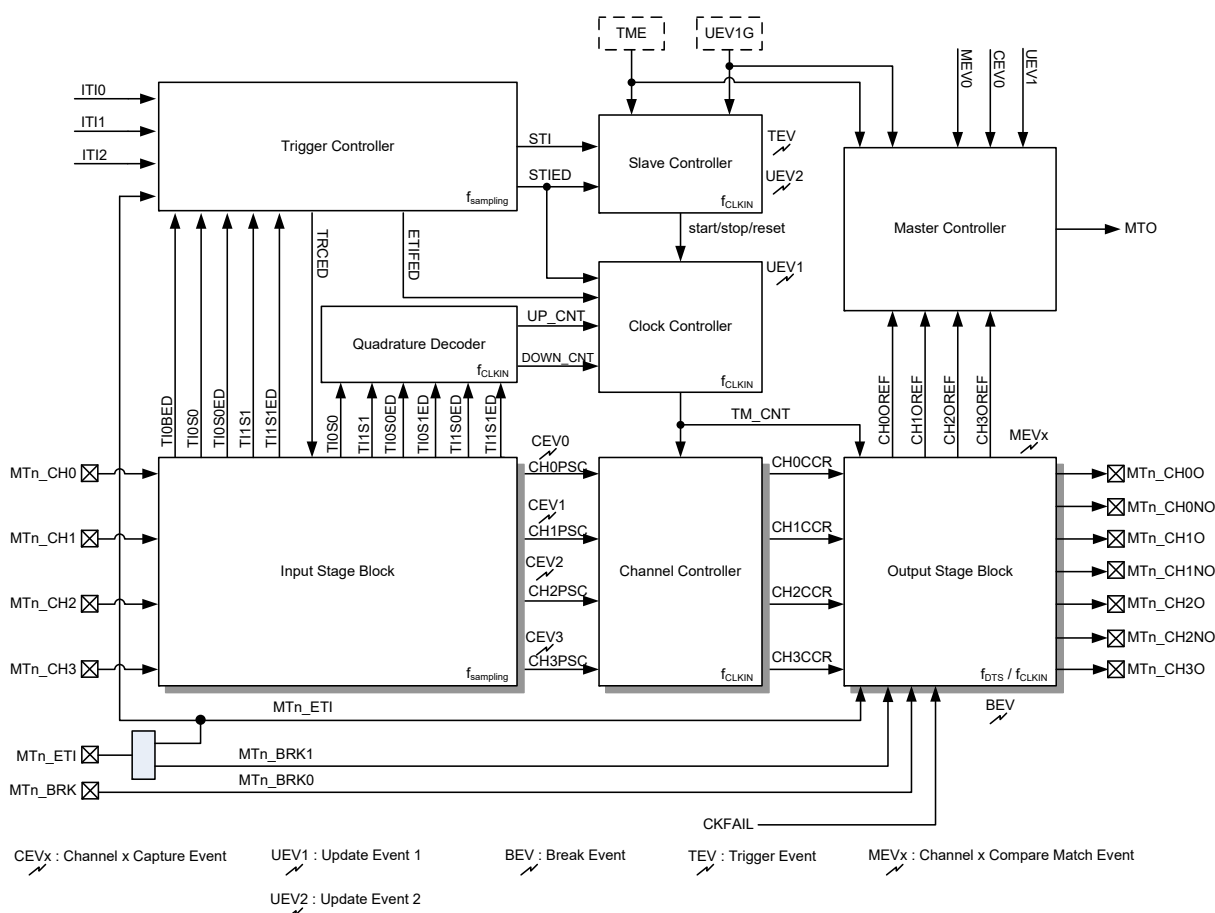 TME
UEV1G
MEV0
CEV0
UEV1
ITI0
ITI1
ITI2
Trigger Controller
fsampling
STI
STIED
Slave Controller
fCLKIN
TEV
UEV2
start/stop/reset
Master Controller
MTO
TRCED
ETIFED
UEV1
Clock Controller
fCLKIN
Quadrature Decoder
fCLKIN
UP_CNT
DOWN_CNT
TI0BED
TI0S0
TI0S0ED
TI1S1
TI1S1ED
TI0S0
TI1S1
TI0S0ED
TI0S1ED
TI1S0ED
TI1S1ED
TM_CNT
CH0OREF
CH1OREF
CH2OREF
CH3OREF
MEVx
MTn_CH0
MTn_CH1
MTn_CH2
MTn_CH3
Input Stage Block
fsampling
CEV0
CH0PSC
CEV1
CH1PSC
CEV2
CH2PSC
CEV3
CH3PSC
Channel Controller
fCLKIN
CH0CCR
CH1CCR
CH2CCR
CH3CCR
Output Stage Block
fDTS / fCLKIN
BEV
MTn_CH0O
MTn_CH0NO
MTn_CH1O
MTn_CH1NO
MTn_CH2O
MTn_CH2NO
MTn_CH3O
MTn_ETI
MTn_ETI
MTn_BRK1
MTn_BRK
MTn_BRK0
CKFAIL
CEVx : Channel x Capture Event
UEV1 : Update Event 1
BEV : Break Event
TEV : Trigger Event
MEVx : Channel x Compare Match Event
UEV2 : Update Event 2